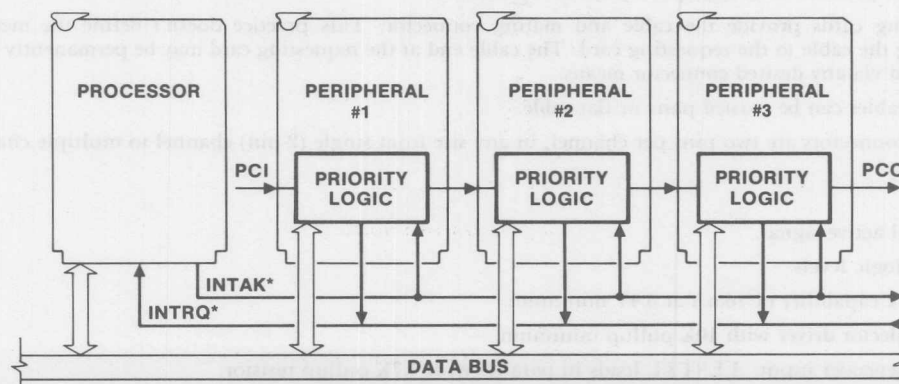 PROCESSOR
PERIPHERAL
#1
PERIPHERAL
#2
PERIPHERAL
#3
PCI
PRIORITY
LOGIC
PRIORITY
LOGIC
PRIORITY
LOGIC
PCO
INTAK*
INTRQ*
DATA BUS